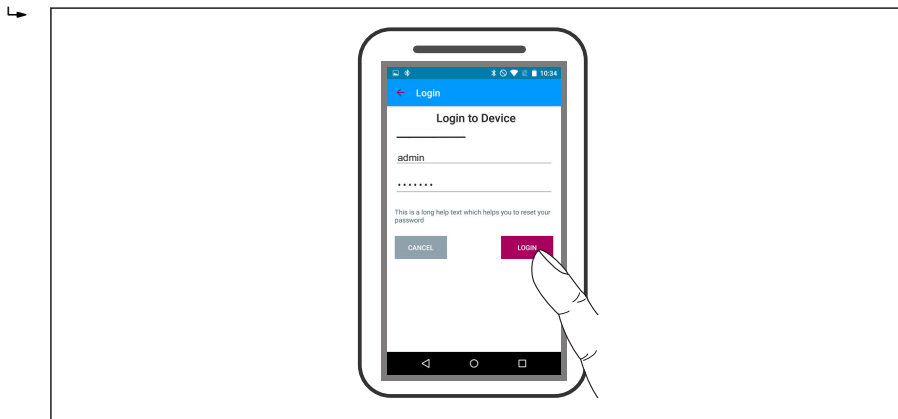 10:34
Login
Login to Device
admin
•••••••
This is a long help text which helps you to reset your
password
CANCEL
LOGIN